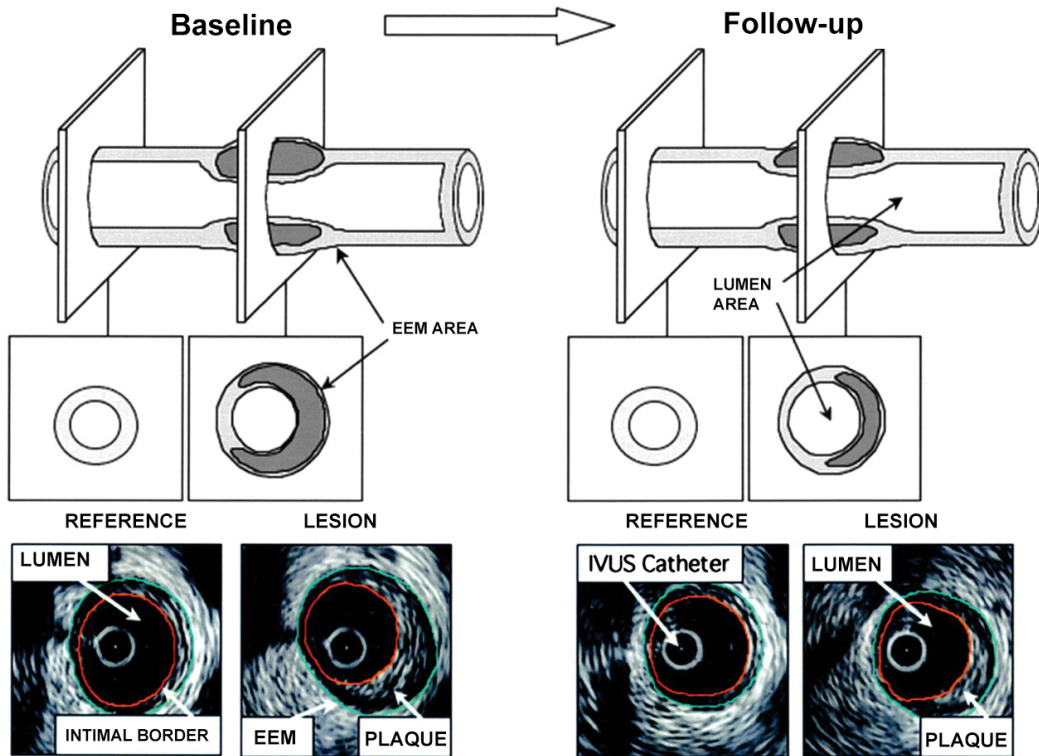 Baseline
Follow-up
EEM AREA
LUMEN
AREA
REFERENCE
LESION
REFERENCE
LESION
LUMEN
INTIMAL BORDER
EEM
PLAQUE
IVUS Catheter
LUMEN
PLAQUE